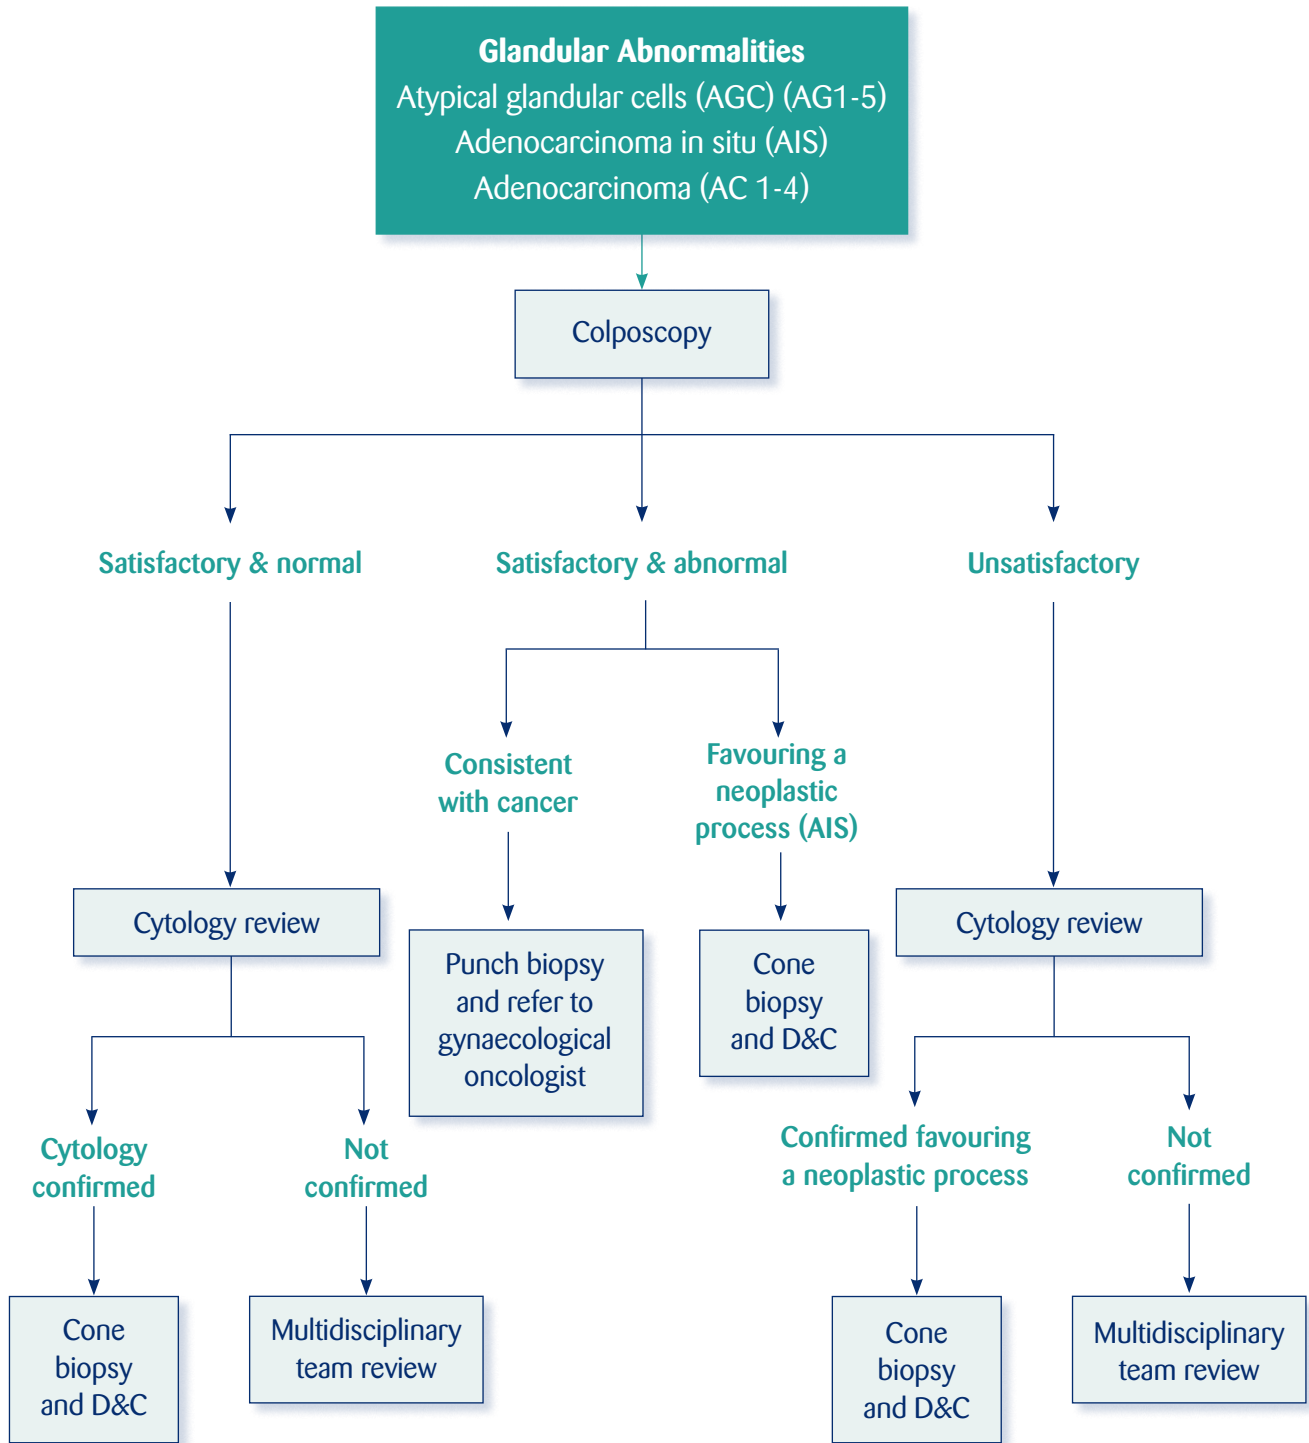 Glandular Abnormalities
Atypical glandular cells (AGC) (AG1-5)
Adenocarcinoma in situ (AIS)
Adenocarcinoma (AC 1-4)
Colposcopy
Satisfactory & normal
Satisfactory & abnormal
Unsatisfactory
Consistent
with cancer
Favouring a
neoplastic
process (AIS)
Cytology review
Punch biopsy
and refer to
gynaecological
oncologist
Cone
biopsy
and D&C
Cytology review
Cytology
confirmed
Not
confirmed
Confirmed favouring
a neoplastic process
Not
confirmed
Cone
biopsy
and D&C
Multidisciplinary
team review
Cone
biopsy
and D&C
Multidisciplinary
team review